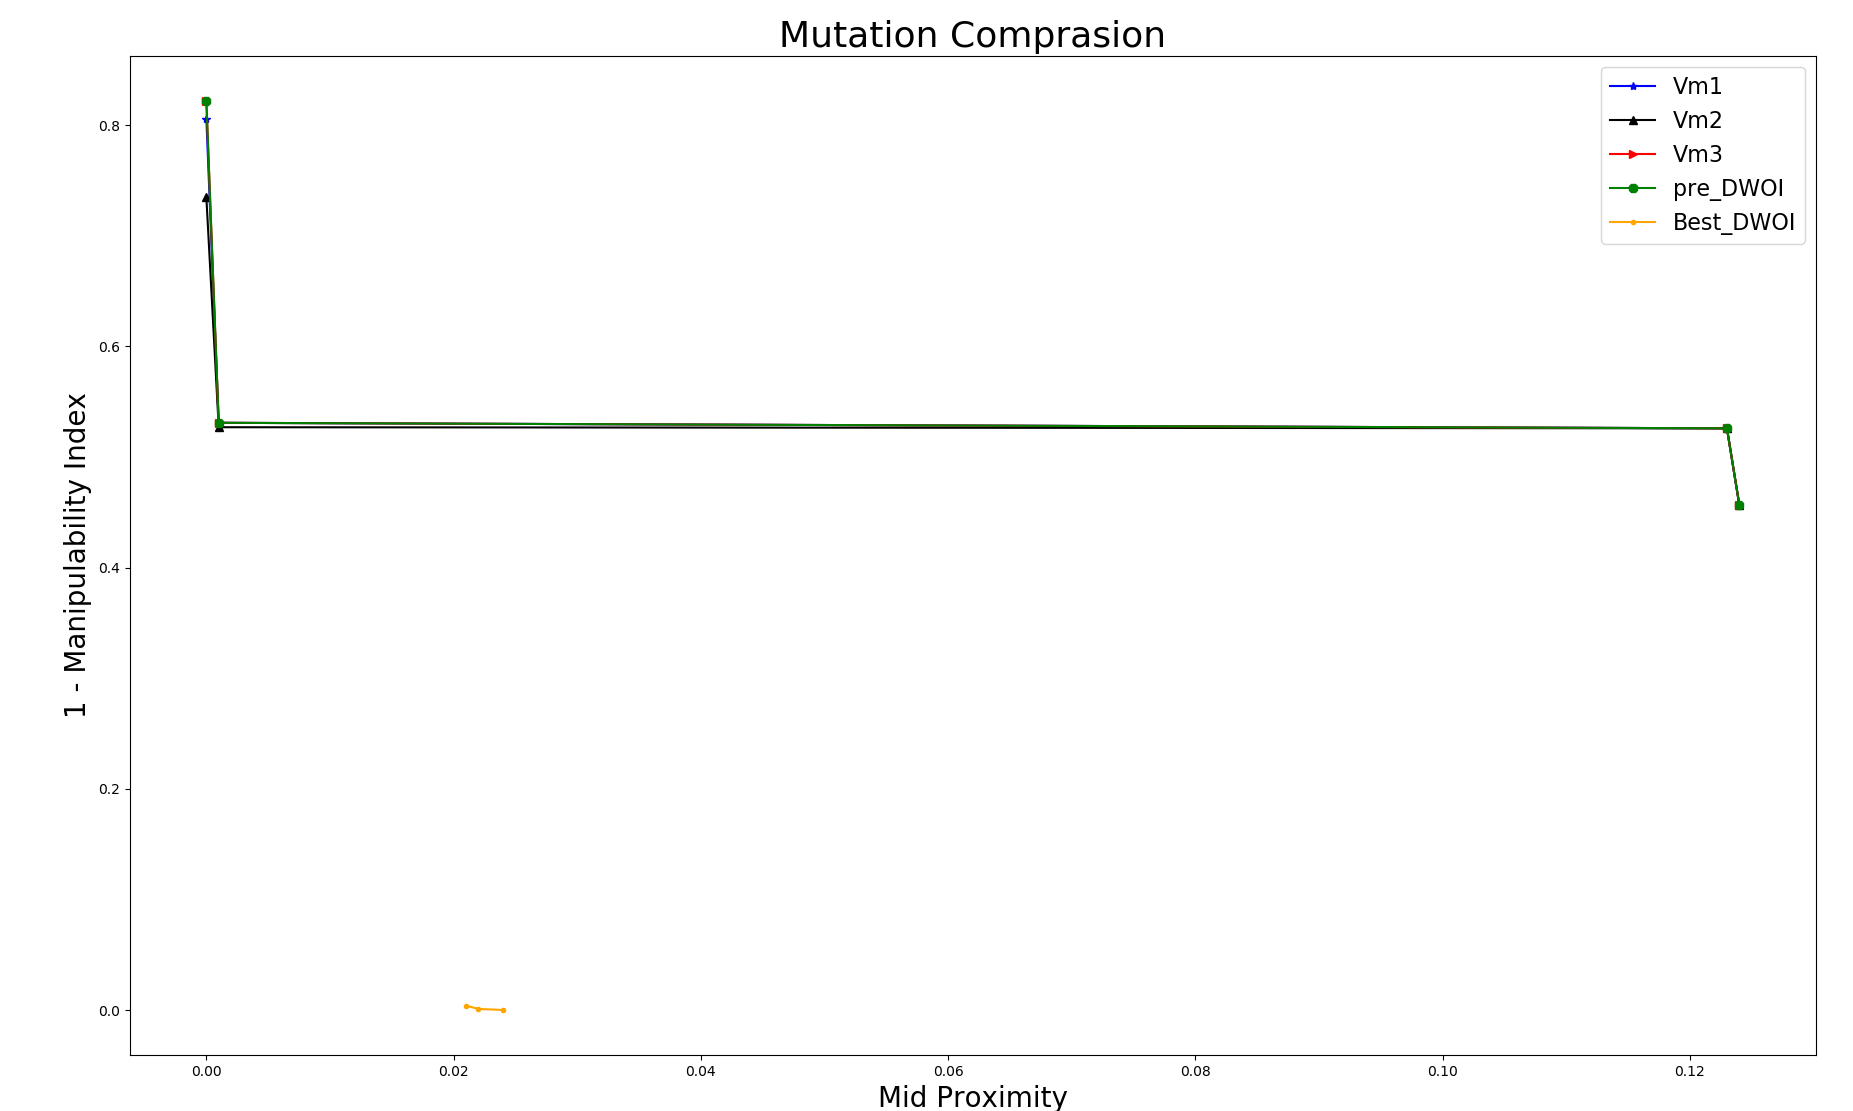 Mutation Comprasion
Vm1
Vm2
Vm3
pre_DWOI
Best_DWOI
1 - Manipulability Index
0.8
0.6
0.4
0.2
0.0
0.00 0.02 0.04 0.06 0.08 0.10 0.12
Mid Proximity